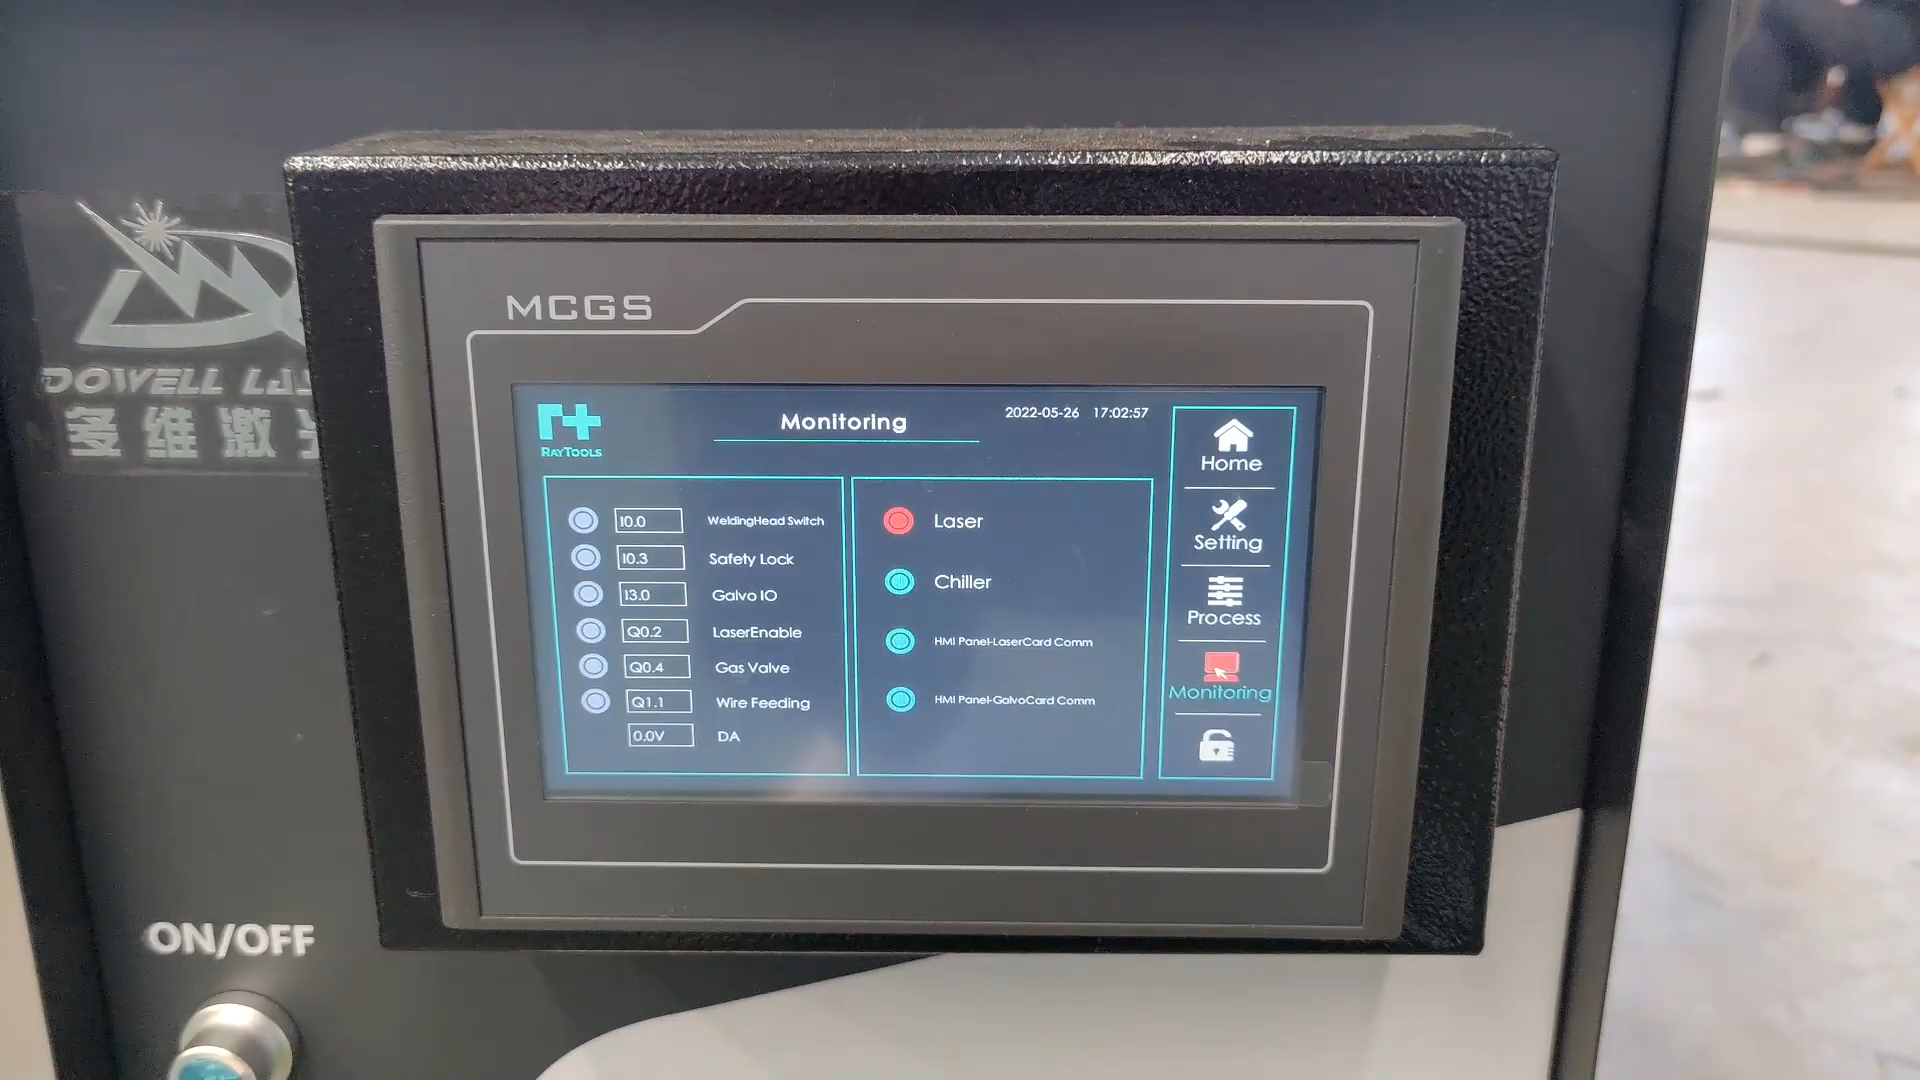 MCGS
DOWELL
多维激
RAYTOOLS
Monitoring
2022-05-26 17:02:57
I0.0 WeldingHead Switch
I0.3 Safety Lock
I3.0 Galvo IO
Q0.2 LaserEnable
Q0.4 Gas Valve
Q1.1 Wire Feeding
0.0V DA
Laser
Chiller
HMI Panel-LaserCard Comm
HMI Panel-GalvoCard Comm
Home
Setting
Process
Monitoring
ON/OFF